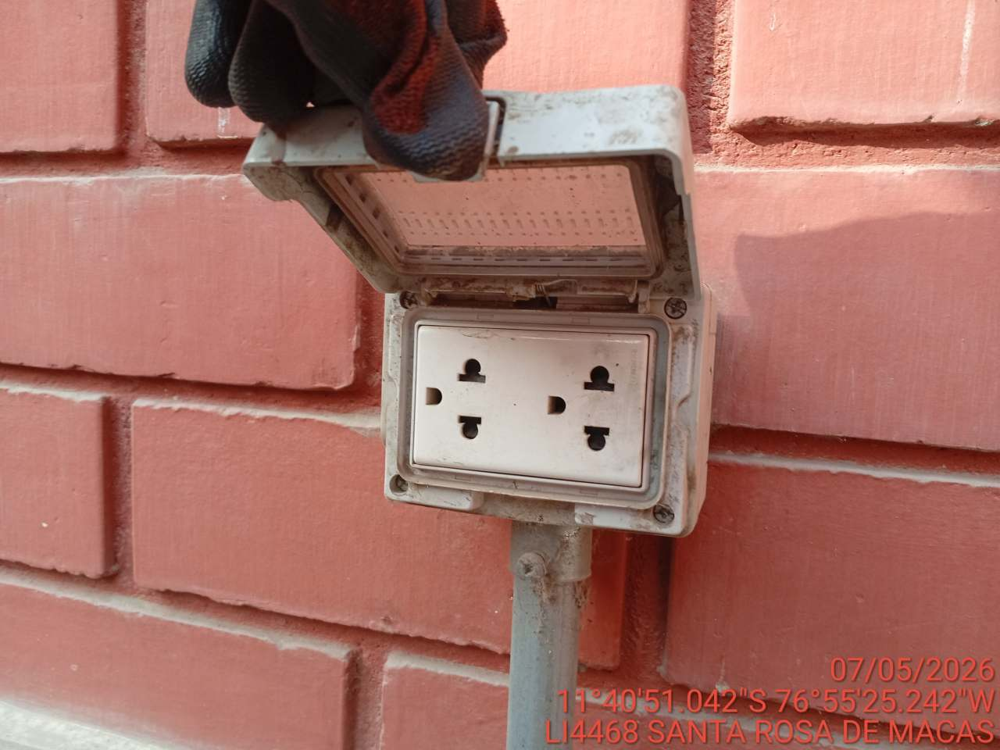 07/05/2026
11°40'51.042"S 76°55'25.242"W
LI4468 SANTA ROSA DE MACAS